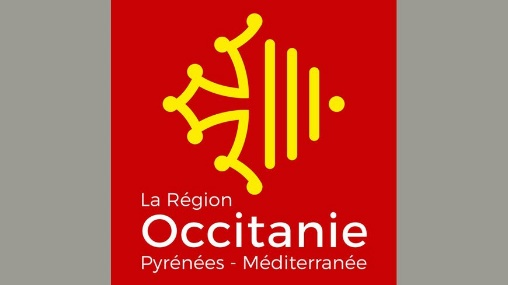 La Région
Occitanie
Pyrénées - Méditerranée